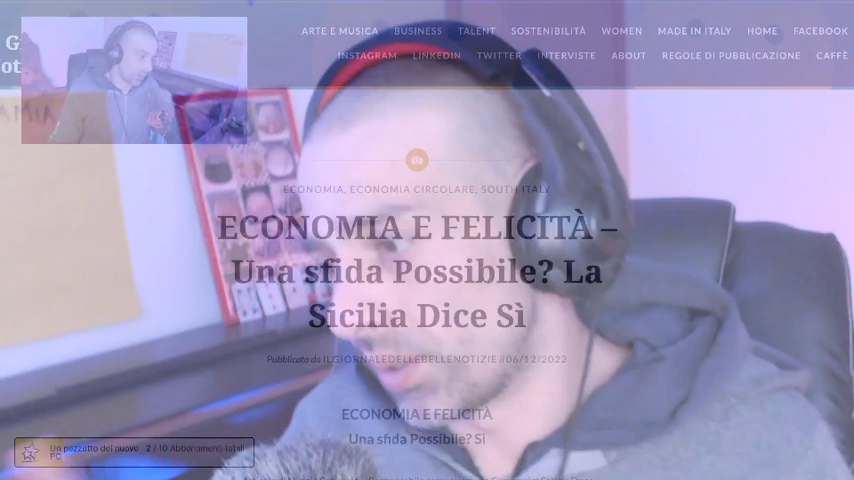 ARTE E MUSICA BUSINESS TALENT SOSTENIBILITÀ WOMEN MADE IN ITALY HOME FACEBOOK
INSTAGRAM LINKEDIN TWITTER INTERVISTE ABOUT REGOLE DI PUBBLICAZIONE CAFFÈ
ECONOMIA, ECONOMIA CIRCOLARE, SOUTH ITALY
ECONOMIA E FELICITÀ –
Una sfida Possibile? La
Sicilia Dice Sì
Pubblicato da ILGIORNALEDELLEBELLENOTIZIE il 06/12/2022
ECONOMIA E FELICITÀ
Una sfida Possibile? Sì
Un pezzetto del nuovo 2 / 10 Abbonamenti totali
PC